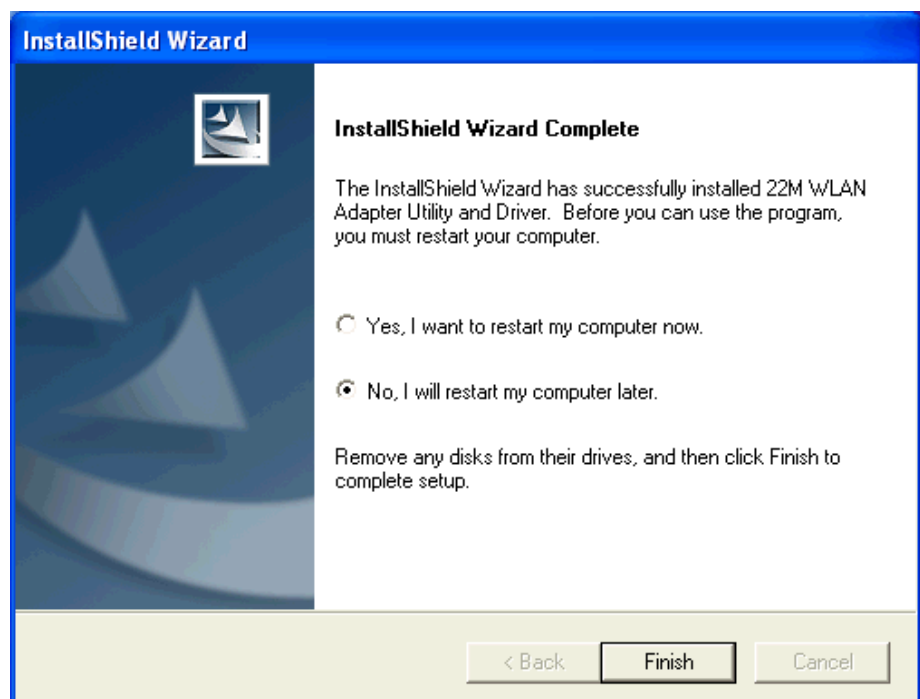 InstallShield Wizard
InstallShield Wizard Complete
The InstallShield Wizard has successfully installed 22M WLAN
Adapter Utility and Driver.  Before you can use the program,
you must restart your computer.
Yes, I want to restart my computer now.
No, I will restart my computer later.
Remove any disks from their drives, and then click Finish to
complete setup.
< Back
Finish
Cancel